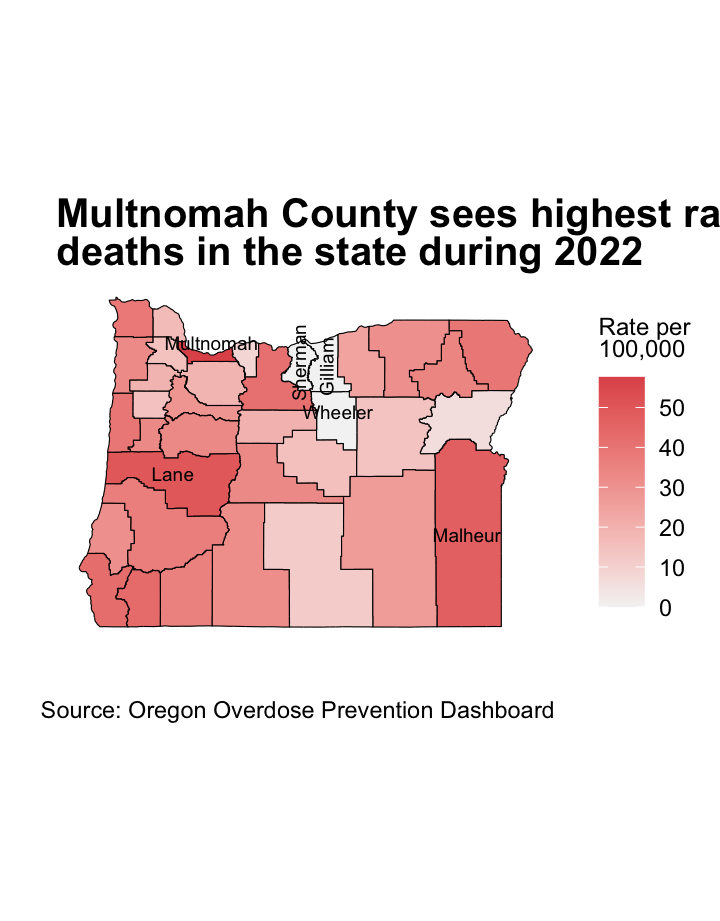 Multnomah County sees highest ra
deaths in the state during 2022
Rate per
100,000
Multnomah
Sherman
Gilliam
Wheeler
Lane
Malheur
50
40
30
20
10
0
Source: Oregon Overdose Prevention Dashboard